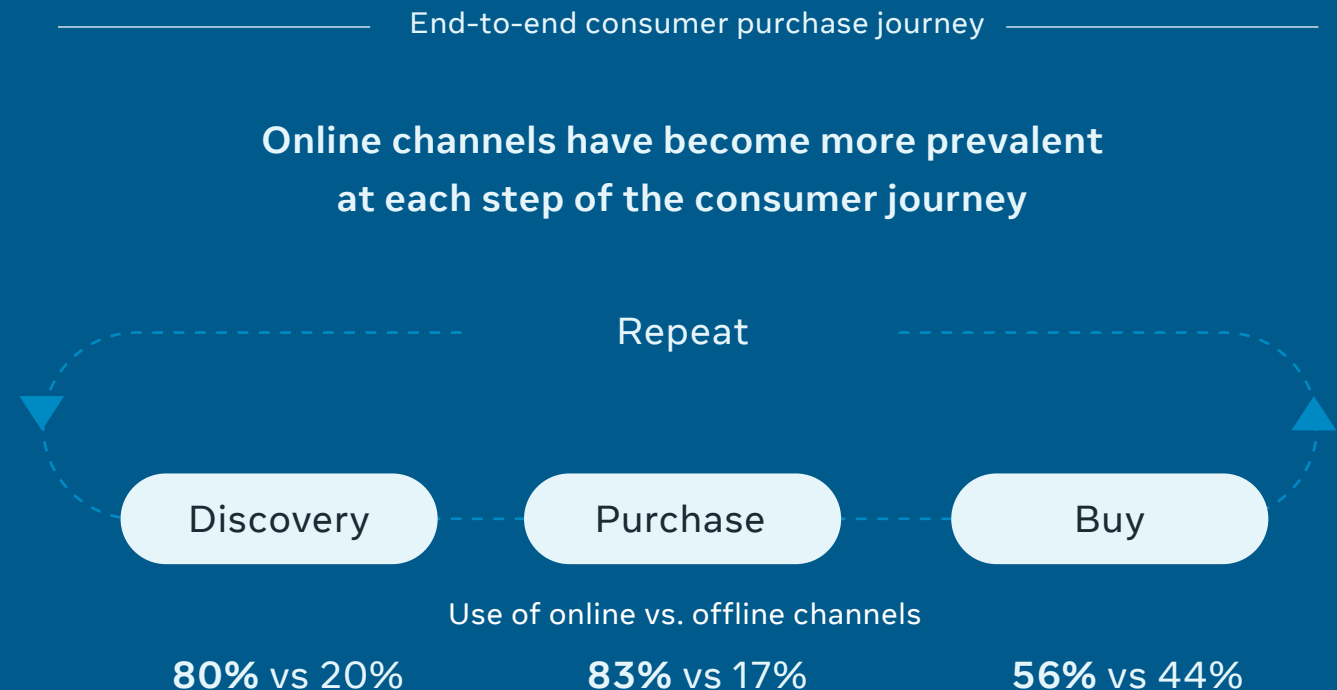 End-to-end consumer purchase journey
Online channels have become more prevalent
at each step of the consumer journey
Repeat
Discovery
Purchase
Buy
Use of online vs. offline channels
80% vs 20%
83% vs 17%
56% vs 44%